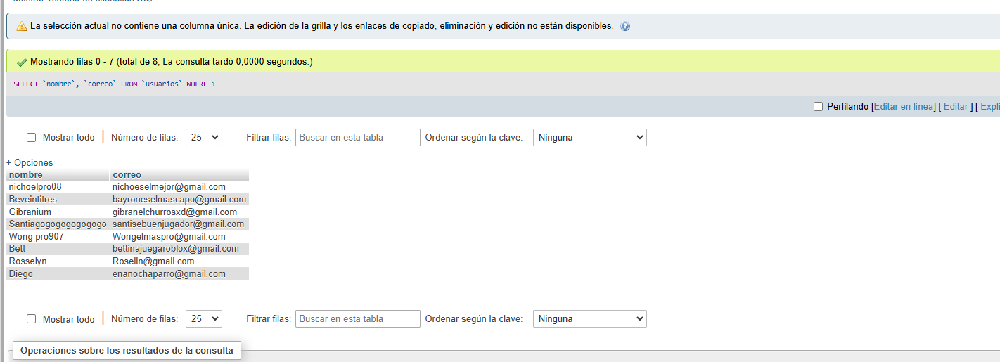 Mostrar ventana de consultas SQL
La selección actual no contiene una columna única. La edición de la grilla y los enlaces de copiado, eliminación y edición no están disponibles.
Mostrando filas 0 - 7 (total de 8, La consulta tardó 0,0000 segundos.)
SELECT `nombre`, `correo` FROM `usuarios` WHERE 1
Perfilando [Editar en línea] [ Editar ] [ Expli
Mostrar todo | Número de filas: 25 Filtrar filas: Buscar en esta tabla Ordenar según la clave: Ninguna
+ Opciones
nombre correo
nichoelpro08 nichoeselmejor@gmail.com
Beveintitres bayroneselmascapo@gmail.com
Gibranium gibranelchurrosxd@gmail.com
Santiagogogogogogogo santisebuenjugador@gmail.com
Wong pro907 Wongelmaspro@gmail.com
Bett bettinajuegaroblox@gmail.com
Rosselyn Roselin@gmail.com
Diego enanochaparro@gmail.com
Mostrar todo | Número de filas: 25 Filtrar filas: Buscar en esta tabla Ordenar según la clave: Ninguna
Operaciones sobre los resultados de la consulta